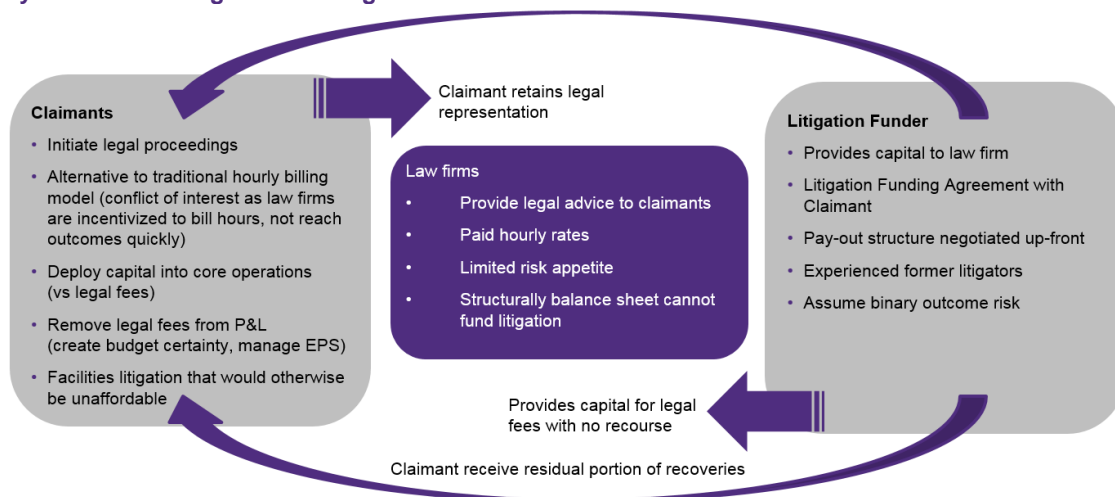 Claimants
• Initiate legal proceedings
• Alternative to traditional hourly billing
model (conflict of interest as law firms
are incentivized to bill hours, not reach
outcomes quickly)
• Deploy capital into core operations
(vs legal fees)
• Remove legal fees from P&L
(create budget certainty, manage EPS)
• Facilities litigation that would otherwise
be unaffordable
Claimant retains legal
representation
Law firms
• Provide legal advice to claimants
• Paid hourly rates
• Limited risk appetite
• Structurally balance sheet cannot
fund litigation
Litigation Funder
• Provides capital to law firm
• Litigation Funding Agreement with
Claimant
• Pay-out structure negotiated up-front
• Experienced former litigators
• Assume binary outcome risk
Provides capital for legal
fees with no recourse
Claimant receive residual portion of recoveries